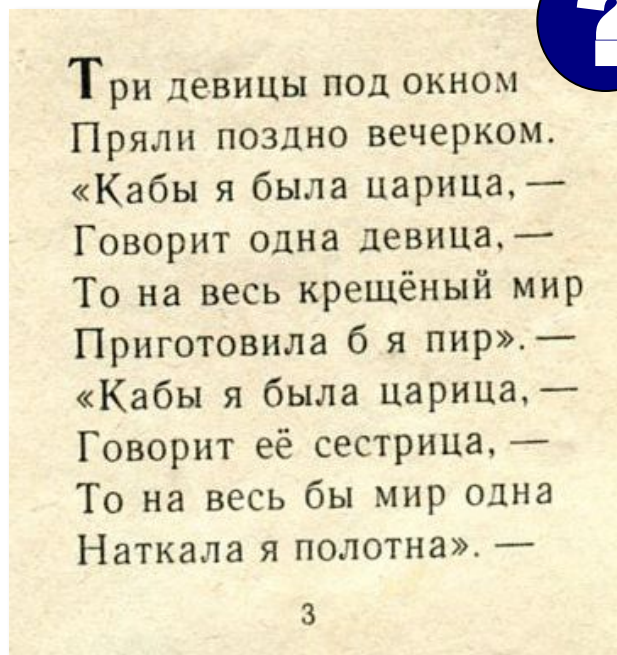 Три девицы под окном
Пряли поздно вечерком.
«Кабы я была царица, —
Говорит одна девица, —
То на весь крещёный мир
Приготовила б я пир». —
«Кабы я была царица, —
Говорит её сестрица, —
То на весь бы мир одна
Наткала я полотна». —
3